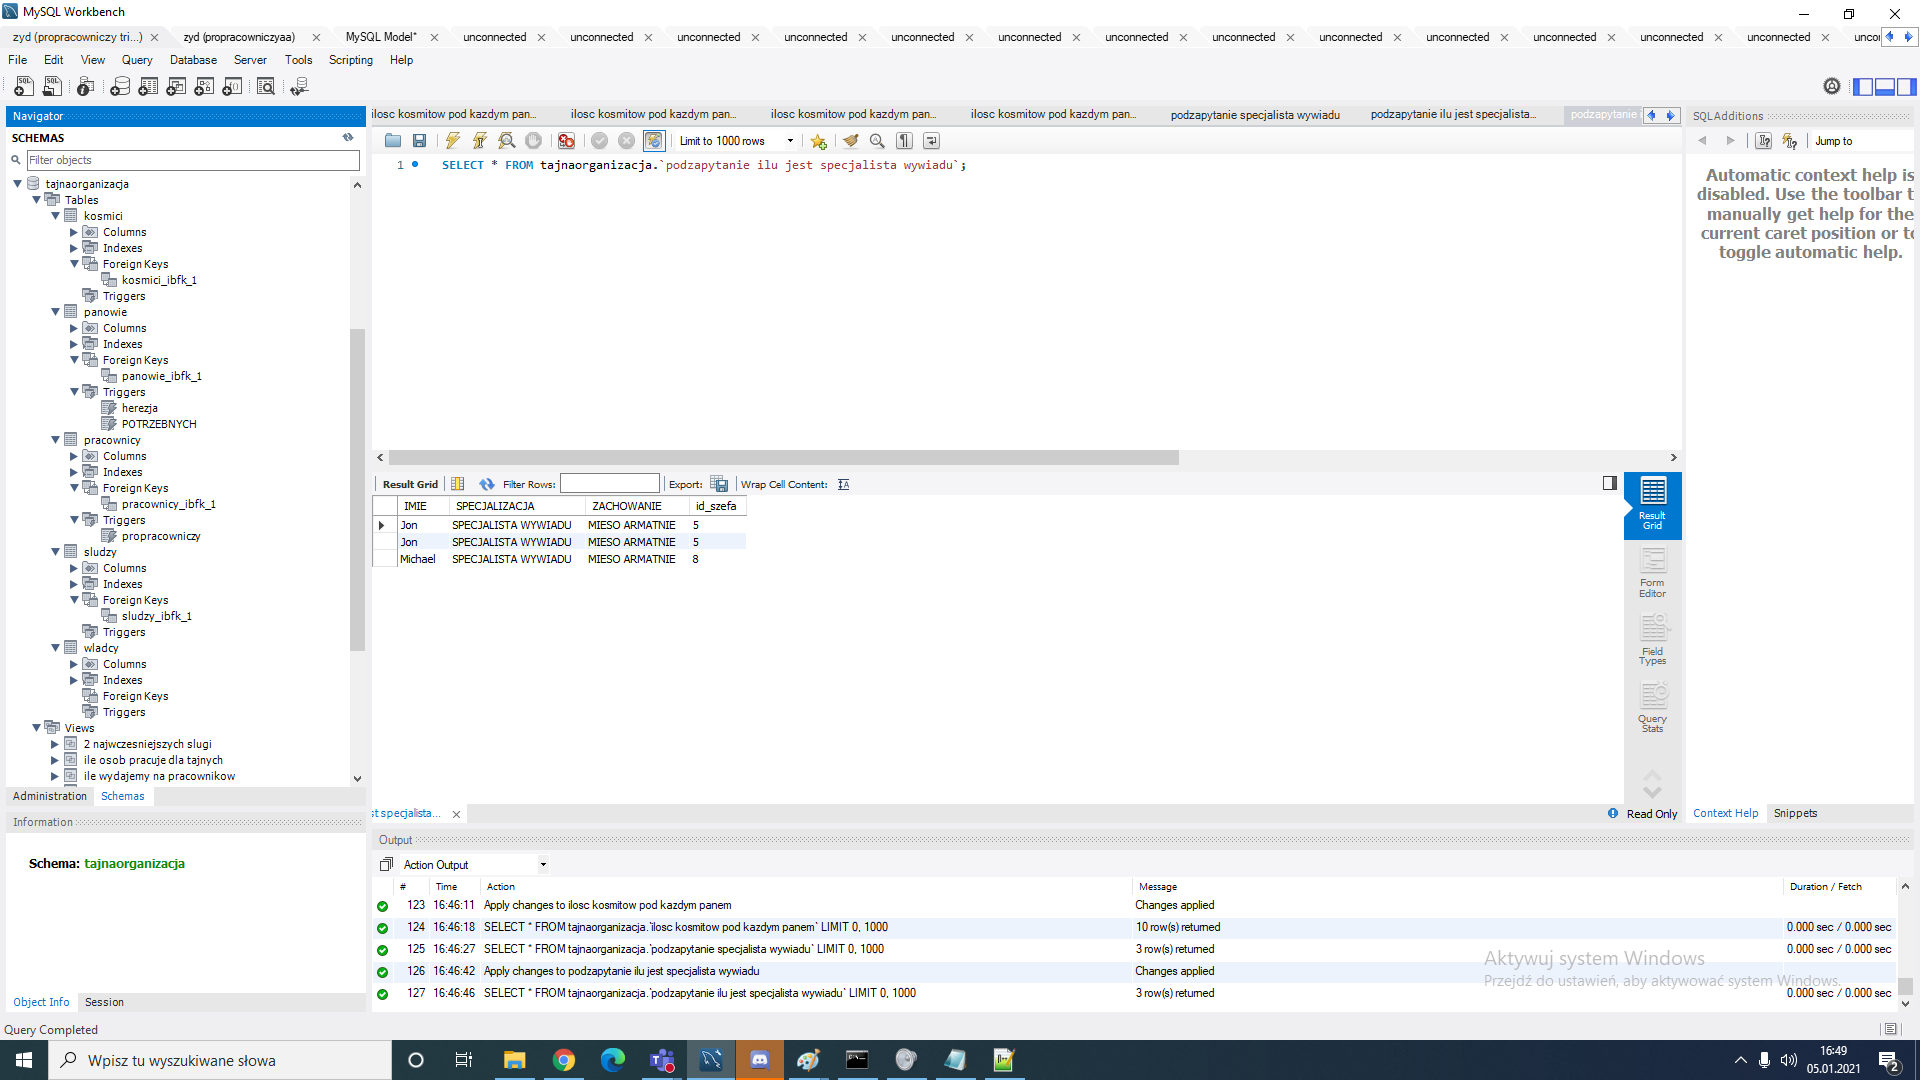 MySQL Workbench
zyd (propracowniczy tri...)
zyd (propracowniczyaa)
MySQL Model*
unconnected
unconnected
unconnected
unconnected
unconnected
unconnected
unconnected
unconnected
unconnected
unconnected
unconnected
unconnected
unconnected
uncon
File Edit View Query Database Server Tools Scripting Help
Navigator
SCHEMAS
Filter objects
tajnaorganizacja
Tables
kosmici
Columns
Indexes
Foreign Keys
kosmici_ibfk_1
Triggers
panowie
Columns
Indexes
Foreign Keys
panowie_ibfk_1
Triggers
herezja
POTRZEBNYCH
pracownicy
Columns
Indexes
Foreign Keys
pracownicy_ibfk_1
Triggers
propracowniczy
sludzy
Columns
Indexes
Foreign Keys
sludzy_ibfk_1
Triggers
wladcy
Columns
Indexes
Foreign Keys
Triggers
Views
2 najwczesniejszych slugi
ile osob pracuje dla tajnych
ile wydajemy na pracownikow
Administration Schemas
Information
Schema: tajnaorganizacja
Object Info Session
Query Completed
ilosc kosmitow pod kazdym pan...
ilosc kosmitow pod kazdym pan...
ilosc kosmitow pod kazdym pan...
ilosc kosmitow pod kazdym pan...
podzapytanie specjalista wywiadu
podzapytanie ilu jest specjalista...
podzapytanie i
Limit to 1000 rows
1 SELECT * FROM tajnaorganizacja.`podzapytanie ilu jest specjalista wywiadu`;
Result Grid Filter Rows: Export: Wrap Cell Content:
IMIE SPECJALIZACJA ZACHOWANIE id_szefa
Jon SPECJALISTA WYWIADU MIESO ARMATNIE 5
Jon SPECJALISTA WYWIADU MIESO ARMATNIE 5
Michael SPECJALISTA WYWIADU MIESO ARMATNIE 8
Result Grid
Form Editor
Field Types
Query Stats
st specjalista...
Read Only
SQLAdditions
Jump to
Automatic context help is
disabled. Use the toolbar t
manually get help for the
current caret position or to
toggle automatic help.
Context Help Snippets
Output
Action Output
# Time Action Message Duration / Fetch
123 16:46:11 Apply changes to ilosc kosmitow pod kazdym panem Changes applied
124 16:46:18 SELECT * FROM tajnaorganizacja.`ilosc kosmitow pod kazdym panem` LIMIT 0, 1000 10 row(s) returned 0.000 sec / 0.000 sec
125 16:46:27 SELECT * FROM tajnaorganizacja.`podzapytanie specjalista wywiadu` LIMIT 0, 1000 3 row(s) returned 0.000 sec / 0.000 sec
126 16:46:42 Apply changes to podzapytanie ilu jest specjalista wywiadu Changes applied
127 16:46:46 SELECT * FROM tajnaorganizacja.`podzapytanie ilu jest specjalista wywiadu` LIMIT 0, 1000 3 row(s) returned 0.000 sec / 0.000 sec
Aktywuj system Windows
Przejdź do ustawień, aby aktywować system Windows.
Wpisz tu wyszukiwane słowa
16:49
05.01.2021
2